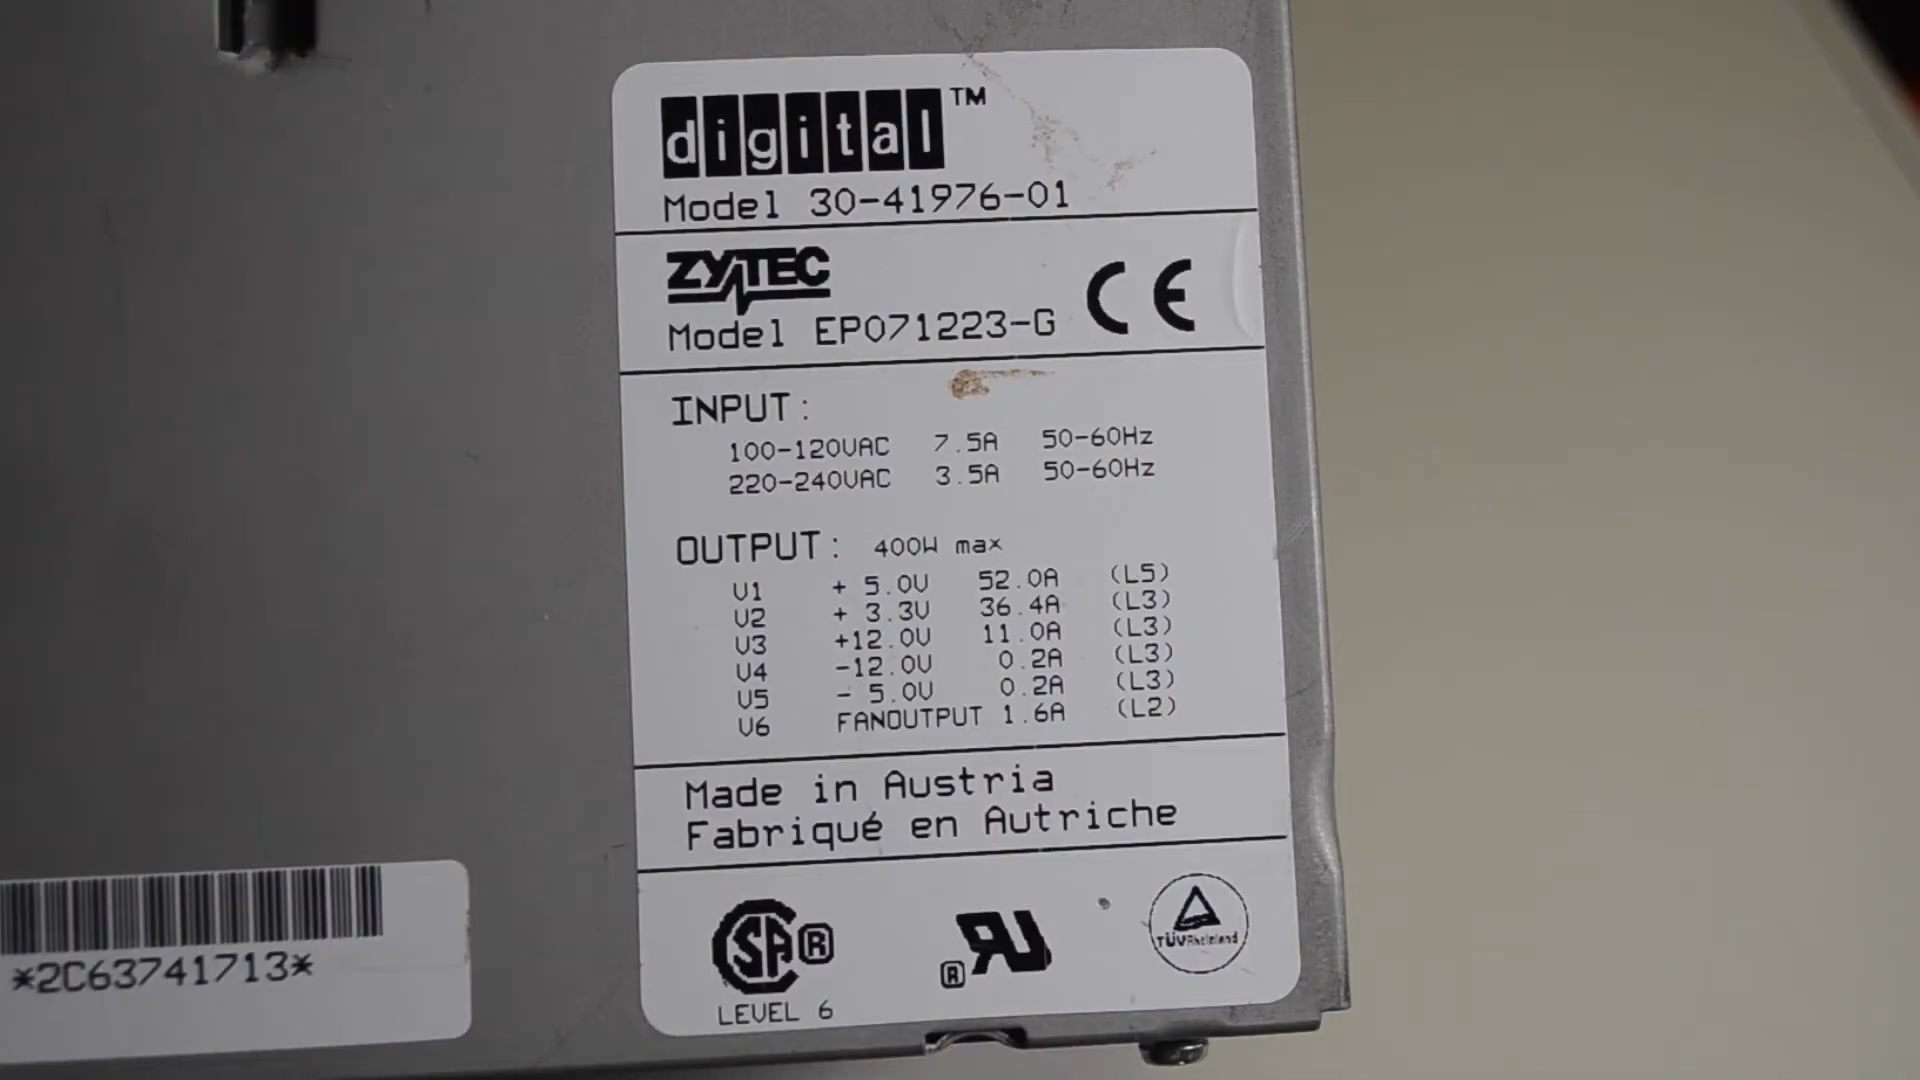 digital™
Model 30-41976-01
ZYTEC
Model EP071223-G CE
INPUT:
100-120VAC 7.5A 50-60Hz
220-240VAC 3.5A 50-60Hz
OUTPUT: 400W max
V1 + 5.0V 52.0A (L5)
V2 + 3.3V 36.4A (L3)
V3 +12.0V 11.0A (L3)
V4 -12.0V 0.2A (L3)
V5 - 5.0V 0.2A (L3)
V6 FANOUTPUT 1.6A (L2)
Made in Austria
Fabriqué en Autriche
SA® ®RU TÜVRheinland
LEVEL 6
*2C63741713*